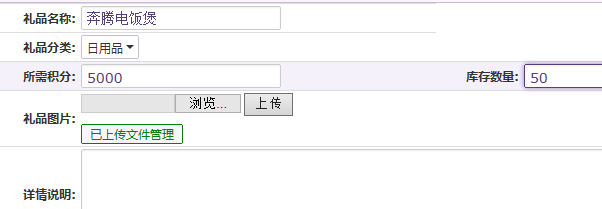 礼品名称: 奔腾电饭煲
礼品分类: 日用品
所需积分: 5000 库存数量: 50
礼品图片: 浏览... 上传
已上传文件管理
详情说明: